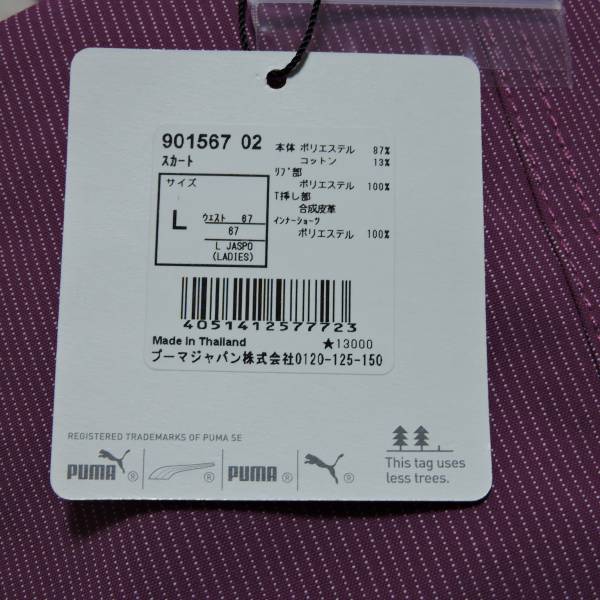 901567 02
スカート
本体 ポリエステル 87%
コットン 13%
リブ部
ポリエステル 100%
T挿し部
合成皮革
インナーショーツ
ポリエステル 100%
サイズ
L
ウェスト 67
67
L JASPO
(LADIES)
4051412577723
Made in Thailand ★13000
プーマジャパン株式会社0120-125-150
REGISTERED TRADEMARKS OF PUMA SE
PUMA ® ® PUMA ® ®
This tag uses
less trees.